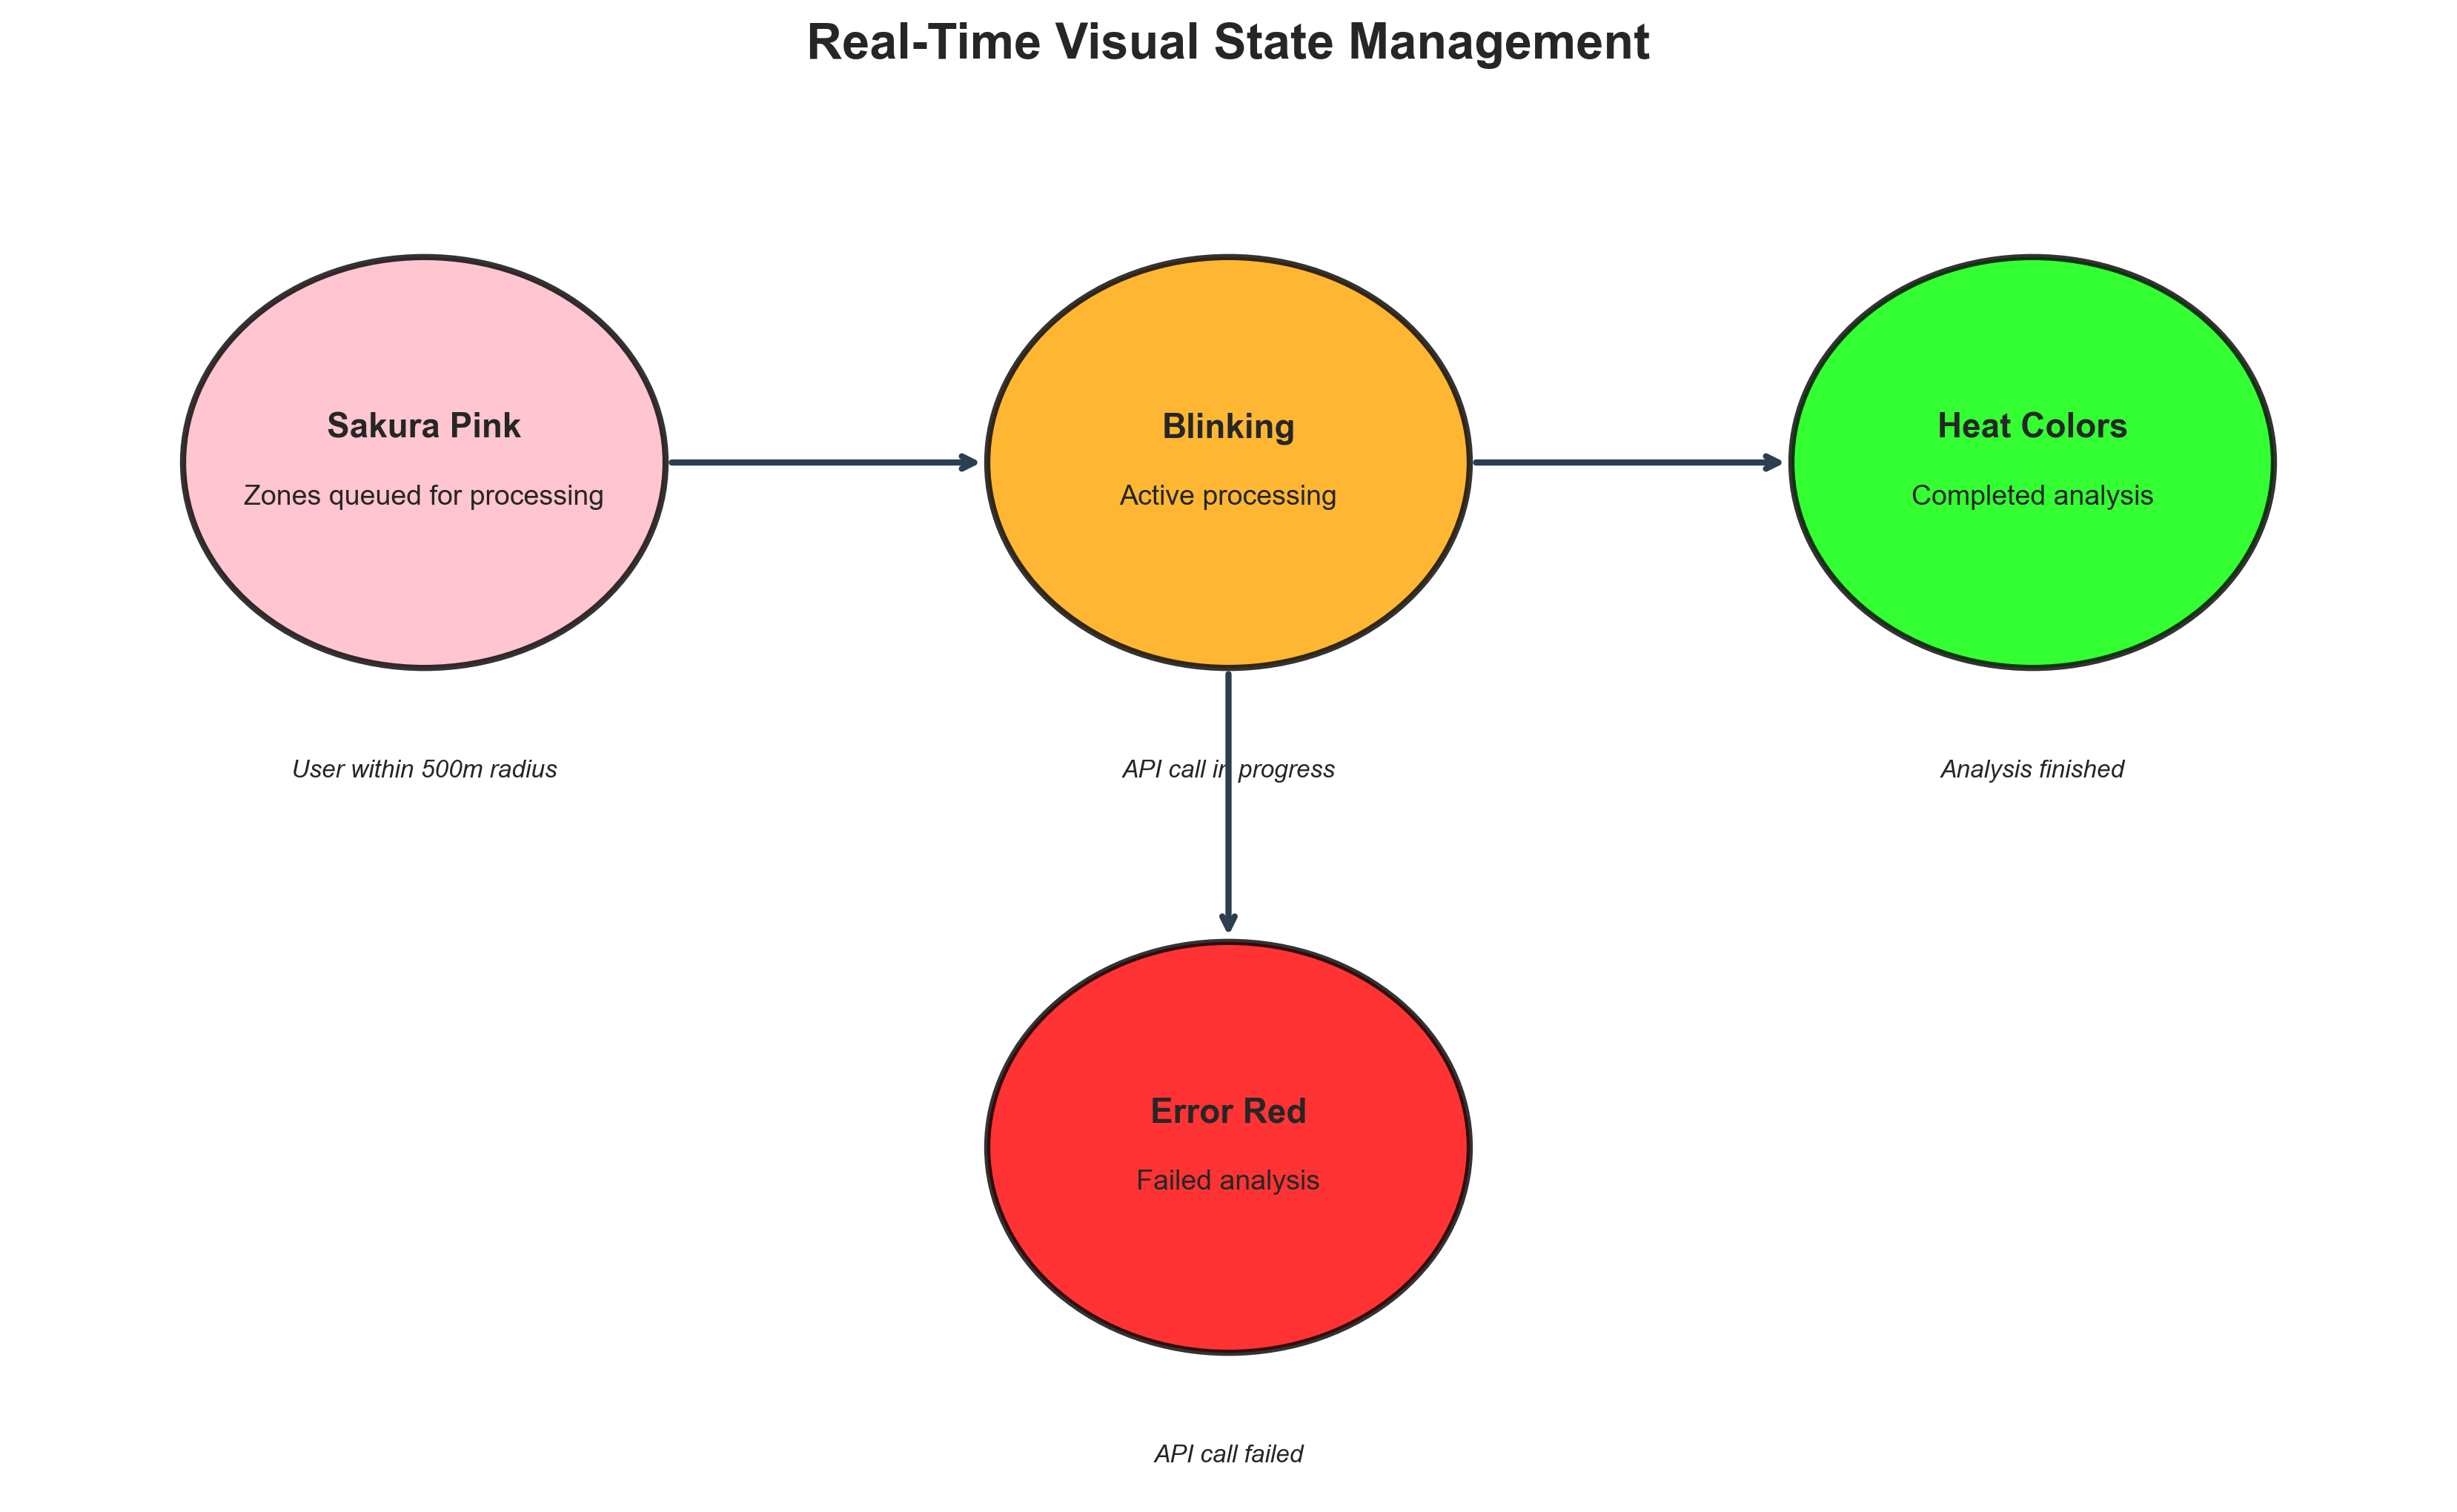 Real-Time Visual State Management
Sakura Pink
Zones queued for processing
User within 500m radius
Blinking
Active processing
API call in progress
Heat Colors
Completed analysis
Analysis finished
Error Red
Failed analysis
API call failed